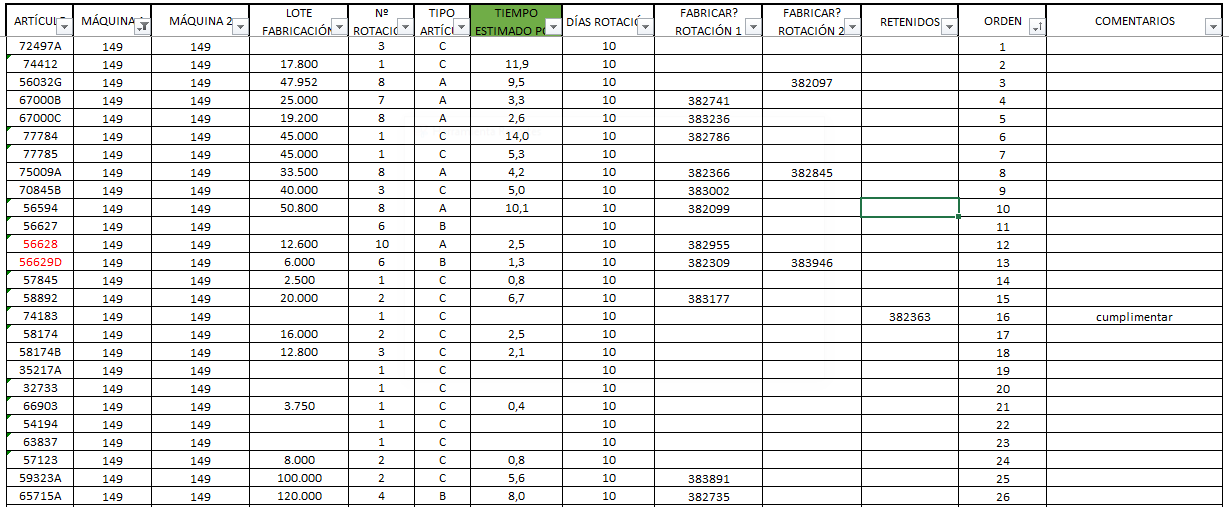 ARTÍCUL MÁQUINA 1 MÁQUINA 2 LOTE FABRICACIÓN Nº ROTACIO TIPO ARTÍCU TIEMPO ESTIMADO PO DÍAS ROTACIÓ FABRICAR? ROTACIÓN 1 FABRICAR? ROTACIÓN 2 RETENIDOS ORDEN COMENTARIOS
72497A 149 149 3 C 10 1
74412 149 149 17.800 1 C 11,9 10 2
56032G 149 149 47.952 8 A 9,5 10 382097 3
67000B 149 149 25.000 7 A 3,3 10 382741 4
67000C 149 149 19.200 8 A 2,6 10 383236 5
77784 149 149 45.000 1 C 14,0 10 382786 6
77785 149 149 45.000 1 C 5,3 10 7
75009A 149 149 33.500 8 A 4,2 10 382366 382845 8
70845B 149 149 40.000 3 C 5,0 10 383002 9
56594 149 149 50.800 8 A 10,1 10 382099 10
56627 149 149 6 B 10 11
56628 149 149 12.600 10 A 2,5 10 382955 12
56629D 149 149 6.000 6 B 1,3 10 382309 383946 13
57845 149 149 2.500 1 C 0,8 10 14
58892 149 149 20.000 2 C 6,7 10 383177 15
74183 149 149 1 C 10 382363 16 cumplimentar
58174 149 149 16.000 2 C 2,5 10 17
58174B 149 149 12.800 3 C 2,1 10 18
35217A 149 149 1 C 10 19
32733 149 149 1 C 10 20
66903 149 149 3.750 1 C 0,4 10 21
54194 149 149 1 C 10 22
63837 149 149 1 C 10 23
57123 149 149 8.000 2 C 0,8 10 24
59323A 149 149 100.000 2 C 5,6 10 383891 25
65715A 149 149 120.000 4 B 8,0 10 382735 26